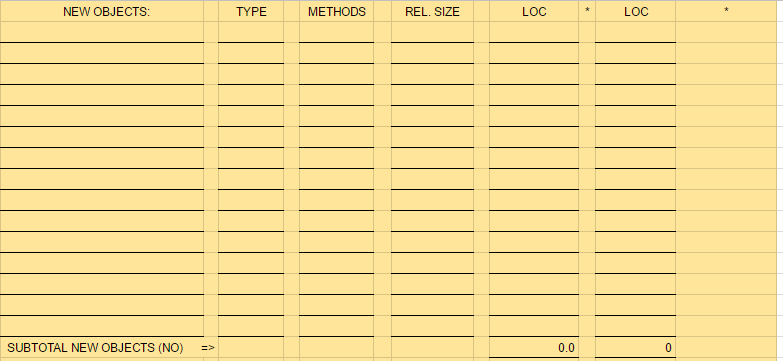 NEW OBJECTS: TYPE METHODS REL. SIZE LOC * LOC *
SUBTOTAL NEW OBJECTS (NO) => 0.0 0